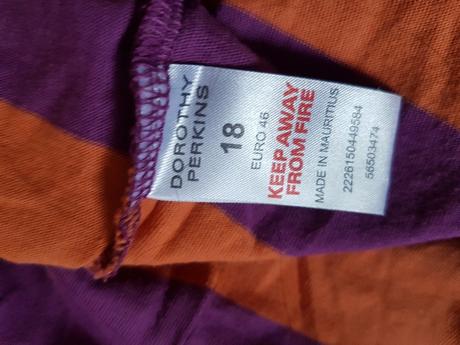 DOROTHY
PERKINS
18
EURO 46
KEEP AWAY
FROM FIRE
MADE IN MAURITIUS
2226150449584
56503474